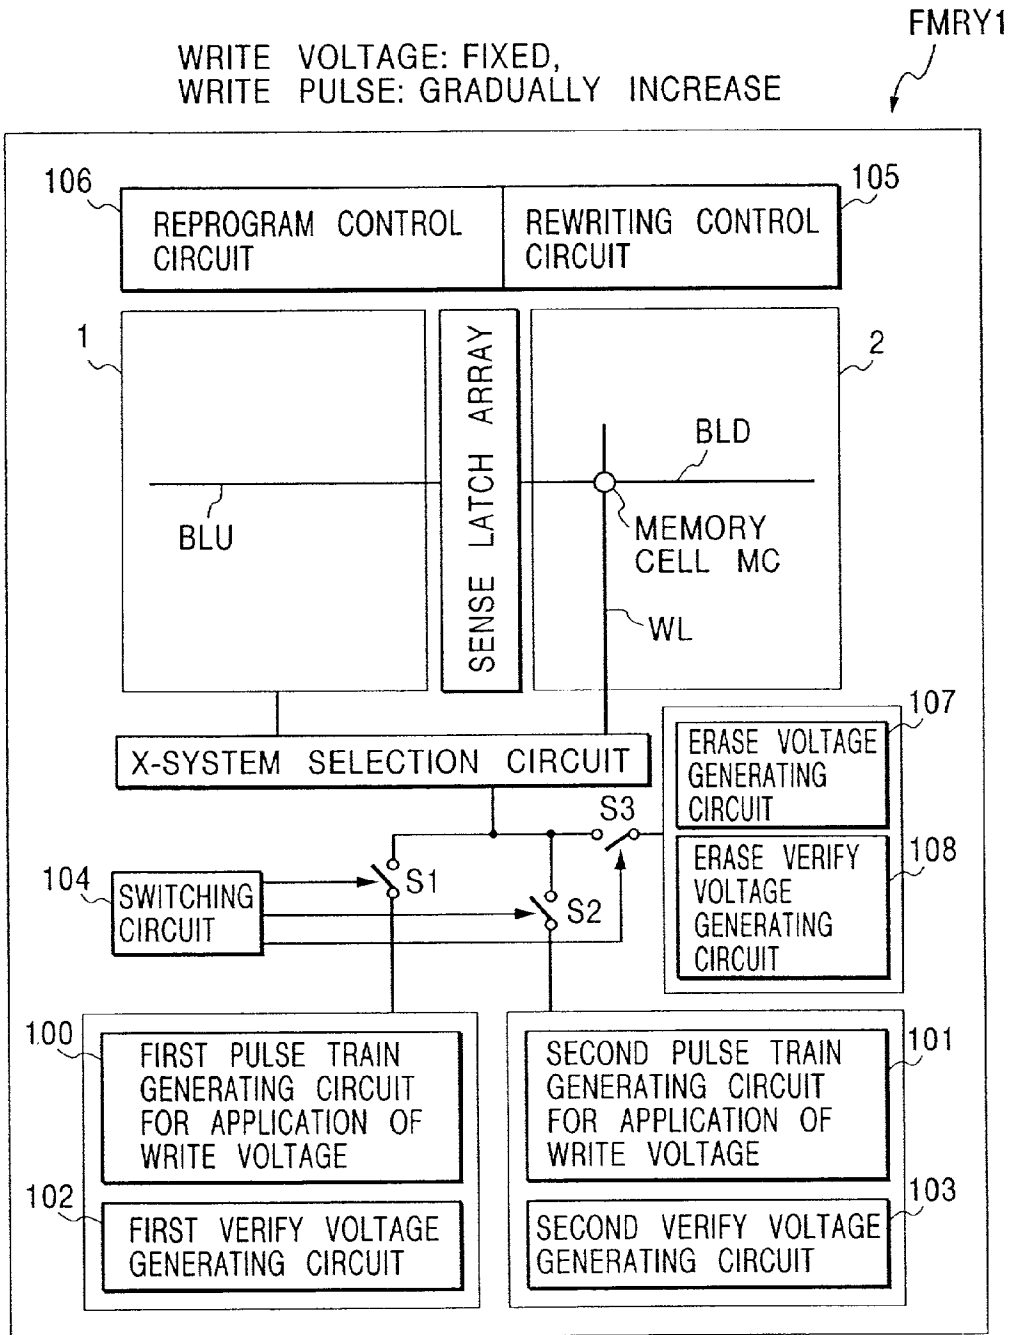 FMRY1
WRITE VOLTAGE: FIXED,
WRITE PULSE: GRADUALLY INCREASE
106
105
REPROGRAM CONTROL
CIRCUIT
REWRITING CONTROL
CIRCUIT
1
2
SENSE LATCH ARRAY
BLU
BLD
MEMORY
CELL MC
WL
X-SYSTEM SELECTION CIRCUIT
107
ERASE VOLTAGE
GENERATING
CIRCUIT
108
ERASE VERIFY
VOLTAGE
GENERATING
CIRCUIT
S3
104
SWITCHING
CIRCUIT
S1
S2
100
FIRST PULSE TRAIN
GENERATING CIRCUIT
FOR APPLICATION OF
WRITE VOLTAGE
101
SECOND PULSE TRAIN
GENERATING CIRCUIT
FOR APPLICATION OF
WRITE VOLTAGE
102
FIRST VERIFY VOLTAGE
GENERATING CIRCUIT
103
SECOND VERIFY VOLTAGE
GENERATING CIRCUIT